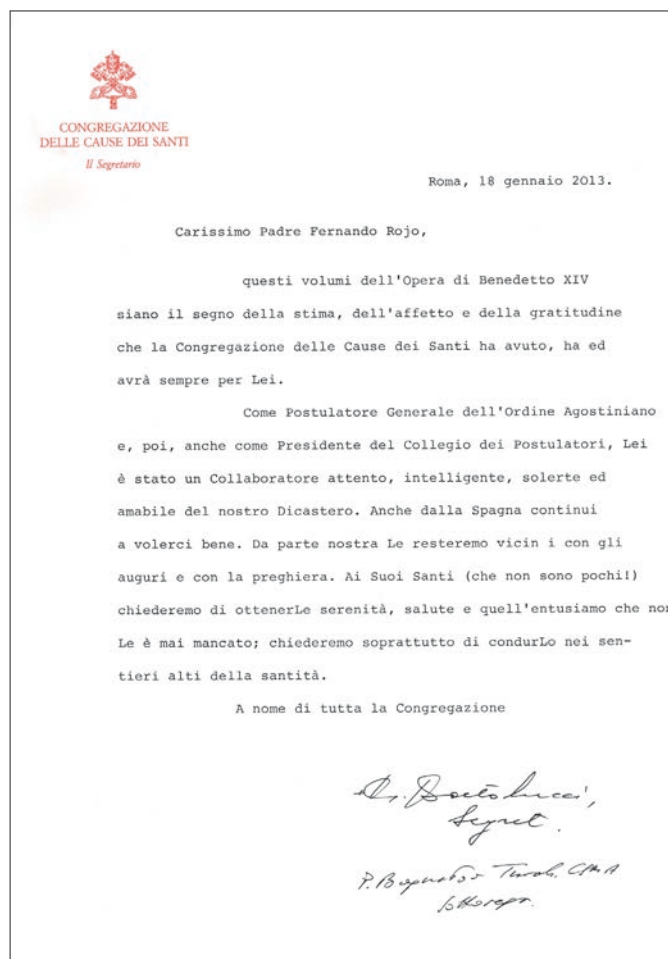 CONGREGAZIONE
DELLE CAUSE DEI SANTI
Il Segretario
Roma, 18 gennaio 2013.
Carissimo Padre Fernando Rojo,
questi volumi dell'Opera di Benedetto XIV
siano il segno della stima, dell'affetto e della gratitudine
che la Congregazione delle Cause dei Santi ha avuto, ha ed
avrà sempre per Lei.
Come Postulatore Generale dell'Ordine Agostiniano
e, poi, anche come Presidente del Collegio dei Postulatori, Lei
è stato un Collaboratore attento, intelligente, solerte ed
amabile del nostro Dicastero. Anche dalla Spagna continui
a volerci bene. Da parte nostra Le resteremo vicin i con gli
auguri e con la preghiera. Ai Suoi Santi (che non sono pochi!)
chiederemo di ottenerLe serenità, salute e quell'entusiamo che non
Le è mai mancato; chiederemo soprattutto di condurLo nei sen-
tieri alti della santità.
A nome di tutta la Congregazione
Bartolucci,
Segret.
P.